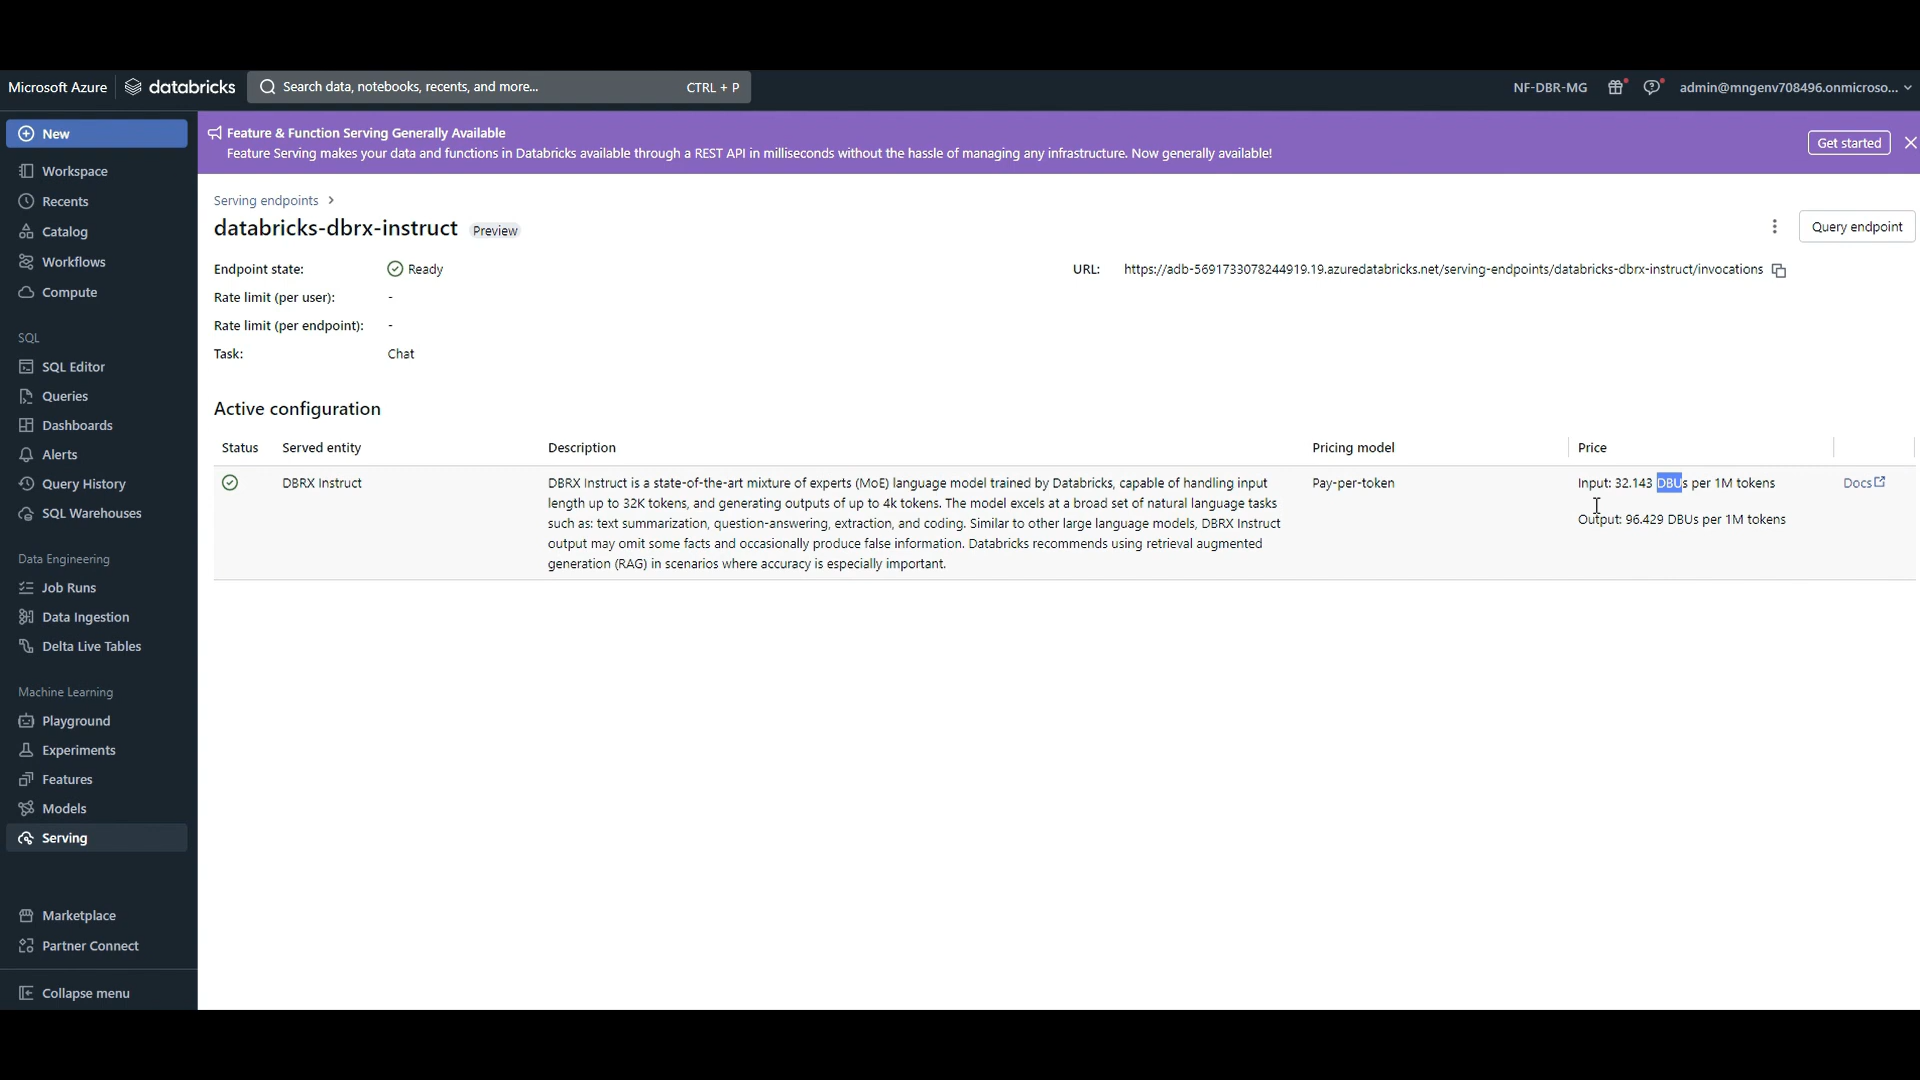 Microsoft Azure
databricks
Search data, notebooks, recents, and more...
CTRL + P
NF-DBR-MG
admin@mngenv708496.onmicroso...
New
Workspace
Recents
Catalog
Workflows
Compute
SQL
SQL Editor
Queries
Dashboards
Alerts
Query History
SQL Warehouses
Data Engineering
Job Runs
Data Ingestion
Delta Live Tables
Machine Learning
Playground
Experiments
Features
Models
Serving
Marketplace
Partner Connect
Collapse menu
Feature & Function Serving Generally Available
Feature Serving makes your data and functions in Databricks available through a REST API in milliseconds without the hassle of managing any infrastructure. Now generally available!
Get started
Serving endpoints
databricks-dbrx-instruct Preview
Query endpoint
Endpoint state: Ready
URL: https://adb-5691733078244919.19.azuredatabricks.net/serving-endpoints/databricks-dbrx-instruct/invocations
Rate limit (per user): -
Rate limit (per endpoint): -
Task: Chat
Active configuration
Status Served entity Description Pricing model Price
DBRX Instruct
DBRX Instruct is a state-of-the-art mixture of experts (MoE) language model trained by Databricks, capable of handling input
length up to 32K tokens, and generating outputs of up to 4k tokens. The model excels at a broad set of natural language tasks
such as: text summarization, question-answering, extraction, and coding. Similar to other large language models, DBRX Instruct
output may omit some facts and occasionally produce false information. Databricks recommends using retrieval augmented
generation (RAG) in scenarios where accuracy is especially important.
Pay-per-token
Input: 32.143 DBUs per 1M tokens
Output: 96.429 DBUs per 1M tokens
Docs